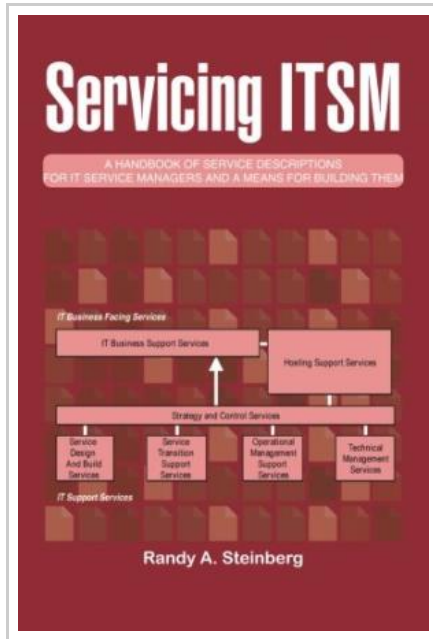 Servicing ITSM
A HANDBOOK OF SERVICE DESCRIPTIONS
FOR IT SERVICE MANAGERS AND A MEANS FOR BUILDING THEM
IT Business Facing Services
IT Business Support Services
Hosting Support Services
Strategy and Control Services
Service
Design
And Build
Services
Service
Transition
Support
Services
Operational
Management
Support
Services
Technical
Management
Services
IT Support Services
Randy A. Steinberg